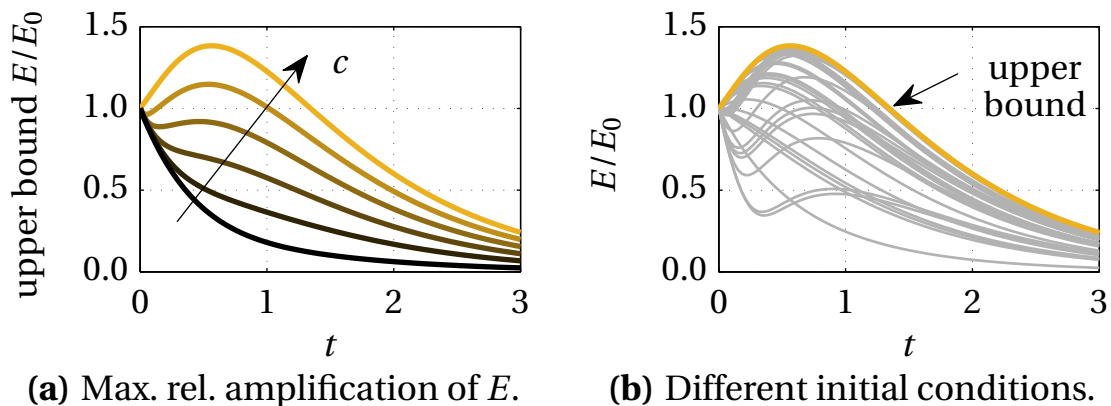 upper bound E/E0
1.5
1.0
0.5
0.0
0
1
2
3
t
c
(a) Max. rel. amplification of E.
E/E0
1.5
1.0
0.5
0.0
0
1
2
3
t
upper
bound
(b) Different initial conditions.